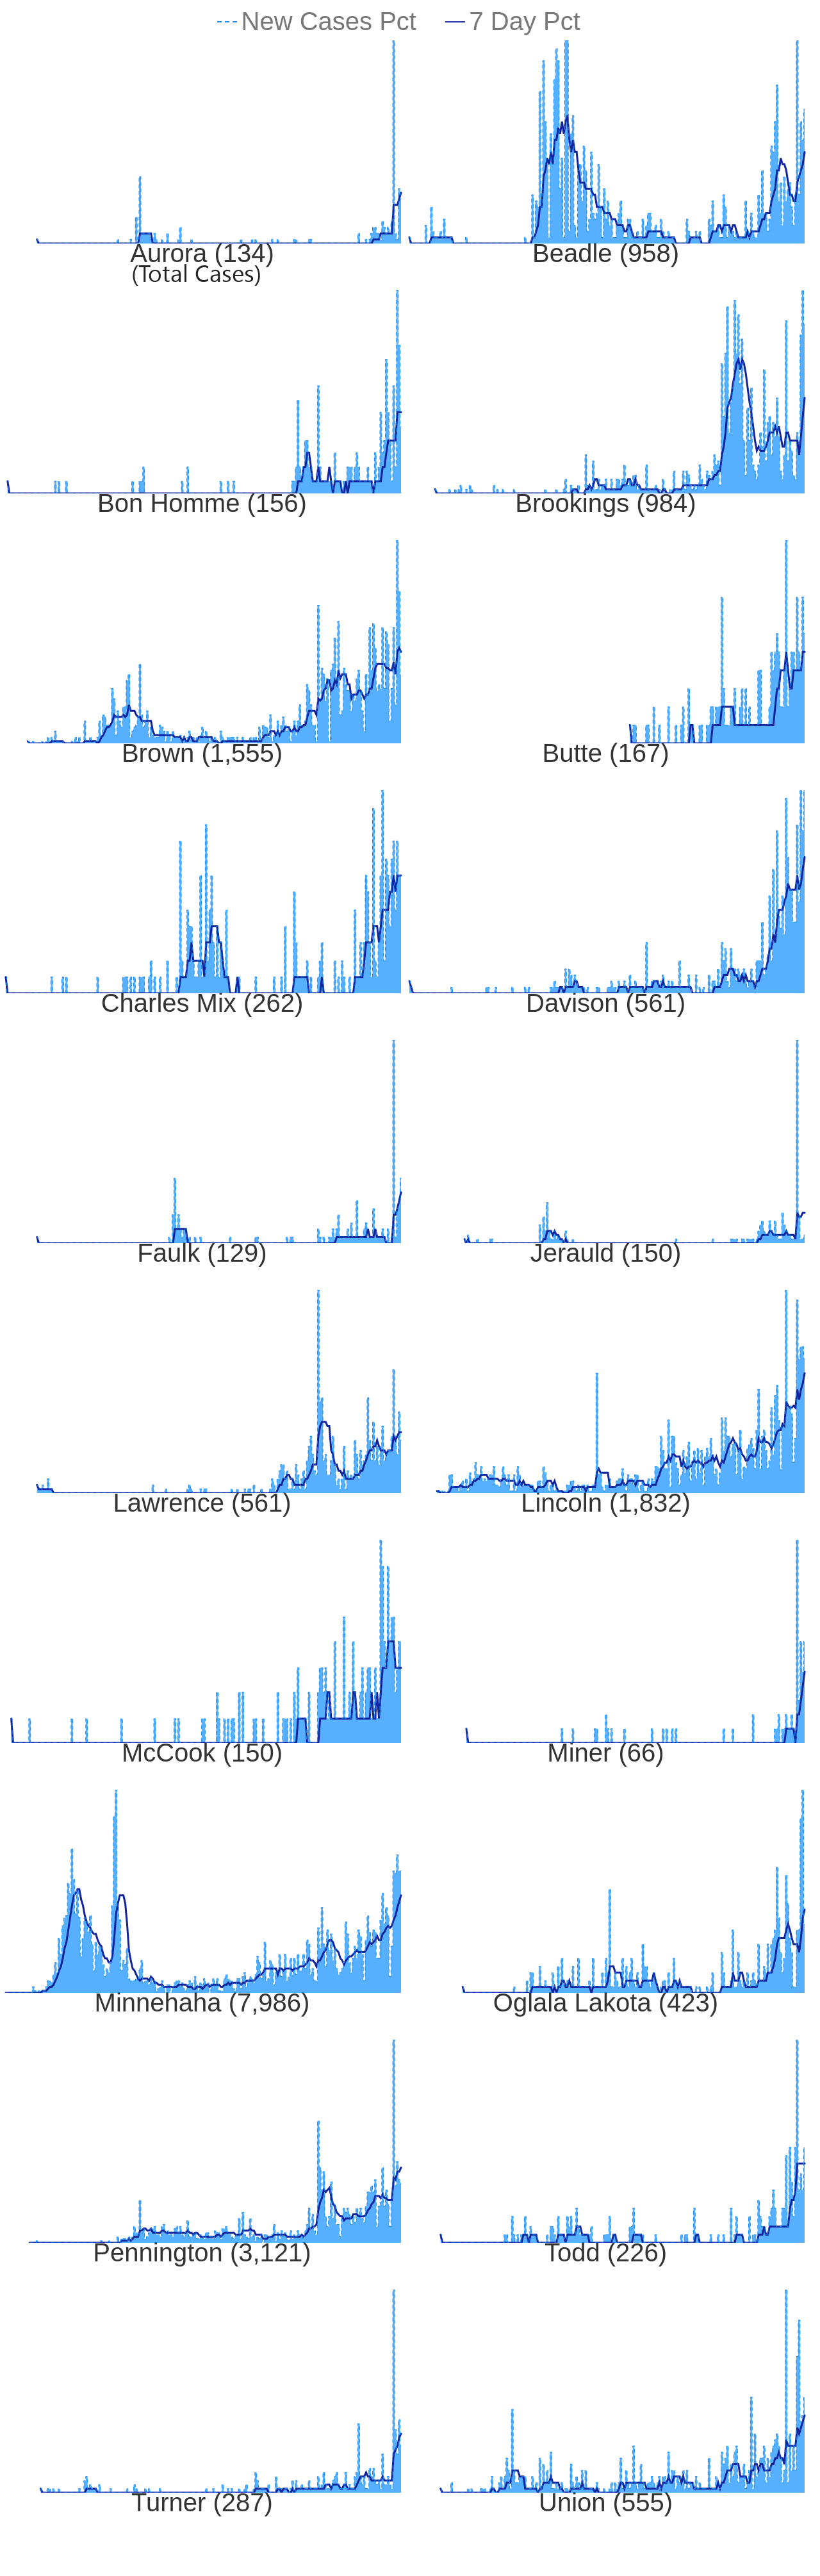 New Cases Pct 7 Day Pct
Aurora (134) Beadle (958)
(Total Cases)
Bon Homme (156) Brookings (984)
Brown (1,555) Butte (167)
Charles Mix (262) Davison (561)
Faulk (129) Jerauld (150)
Lawrence (561) Lincoln (1,832)
McCook (150) Miner (66)
Minnehaha (7,986) Oglala Lakota (423)
Pennington (3,121) Todd (226)
Turner (287) Union (555)